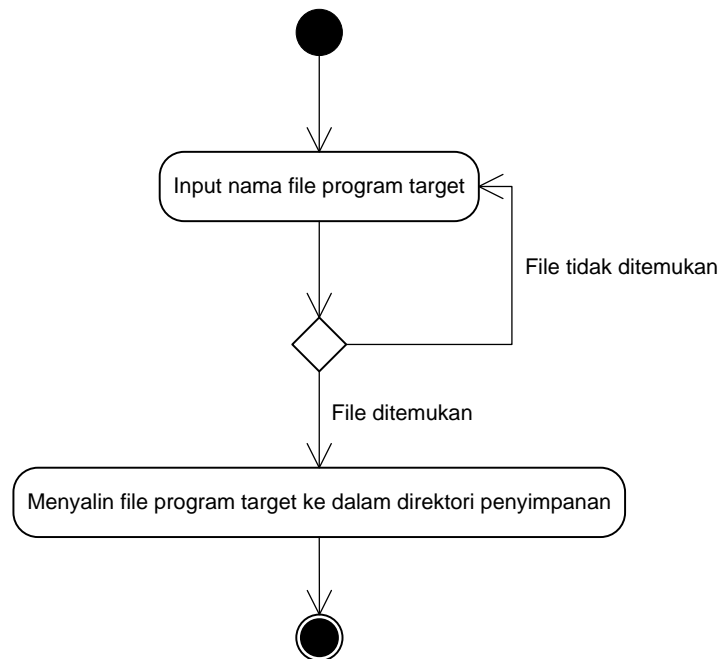 Input nama file program target
File tidak ditemukan
File ditemukan
Menyalin file program target ke dalam direktori penyimpanan